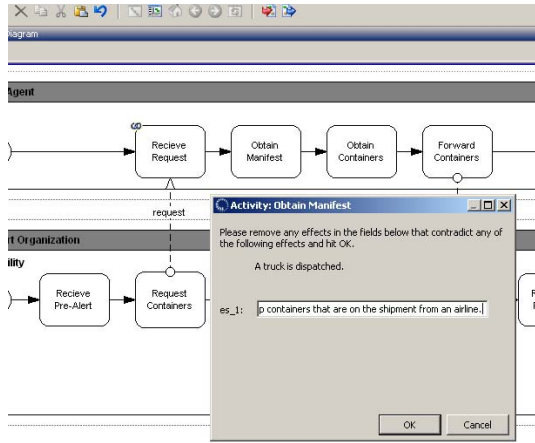 Diagram
Agent
Recieve
Request
Obtain
Manifest
Obtain
Containers
Forward
Containers
request
Activity: Obtain Manifest
Please remove any effects in the fields below that contradict any of
the following effects and hit OK.
A truck is dispatched.
es_1: p containers that are on the shipment from an airline.
OK Cancel
rt Organization
ility
Recieve
Pre-Alert
Request
Containers